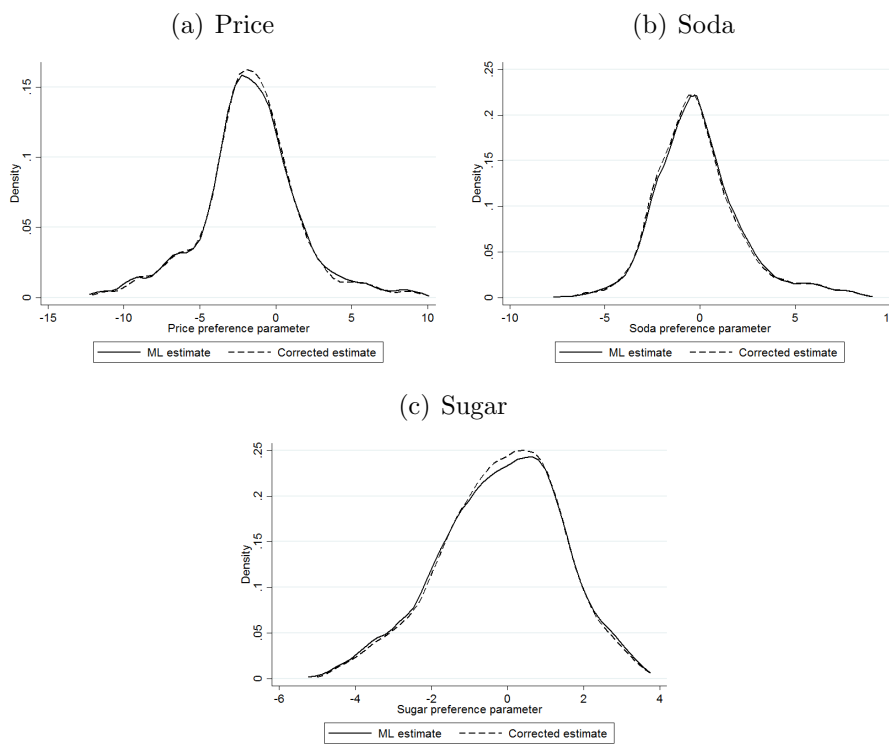 (a) Price
(b) Soda
Density
0 .05 .1 .15
-15 -10 -5 0 5 10
Price preference parameter
ML estimate Corrected estimate
Density
0 .05 .1 .15 .2 .25
-10 -5 0 5
Soda preference parameter
ML estimate Corrected estimate
(c) Sugar
Density
0 .05 .1 .15 .2 .25
-6 -4 -2 0 2 4
Sugar preference parameter
ML estimate Corrected estimate